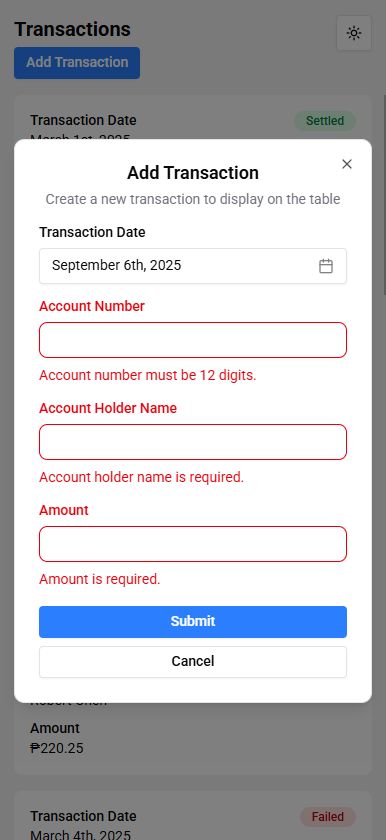 Transactions
Add Transaction
Transaction Date
Settled
March 1st, 2025
Add Transaction
Create a new transaction to display on the table
Transaction Date
September 6th, 2025
Account Number
Account number must be 12 digits.
Account Holder Name
Account holder name is required.
Amount
Amount is required.
Submit
Cancel
Robert Chen
Amount
₱220.25
Transaction Date
Failed
March 4th, 2025